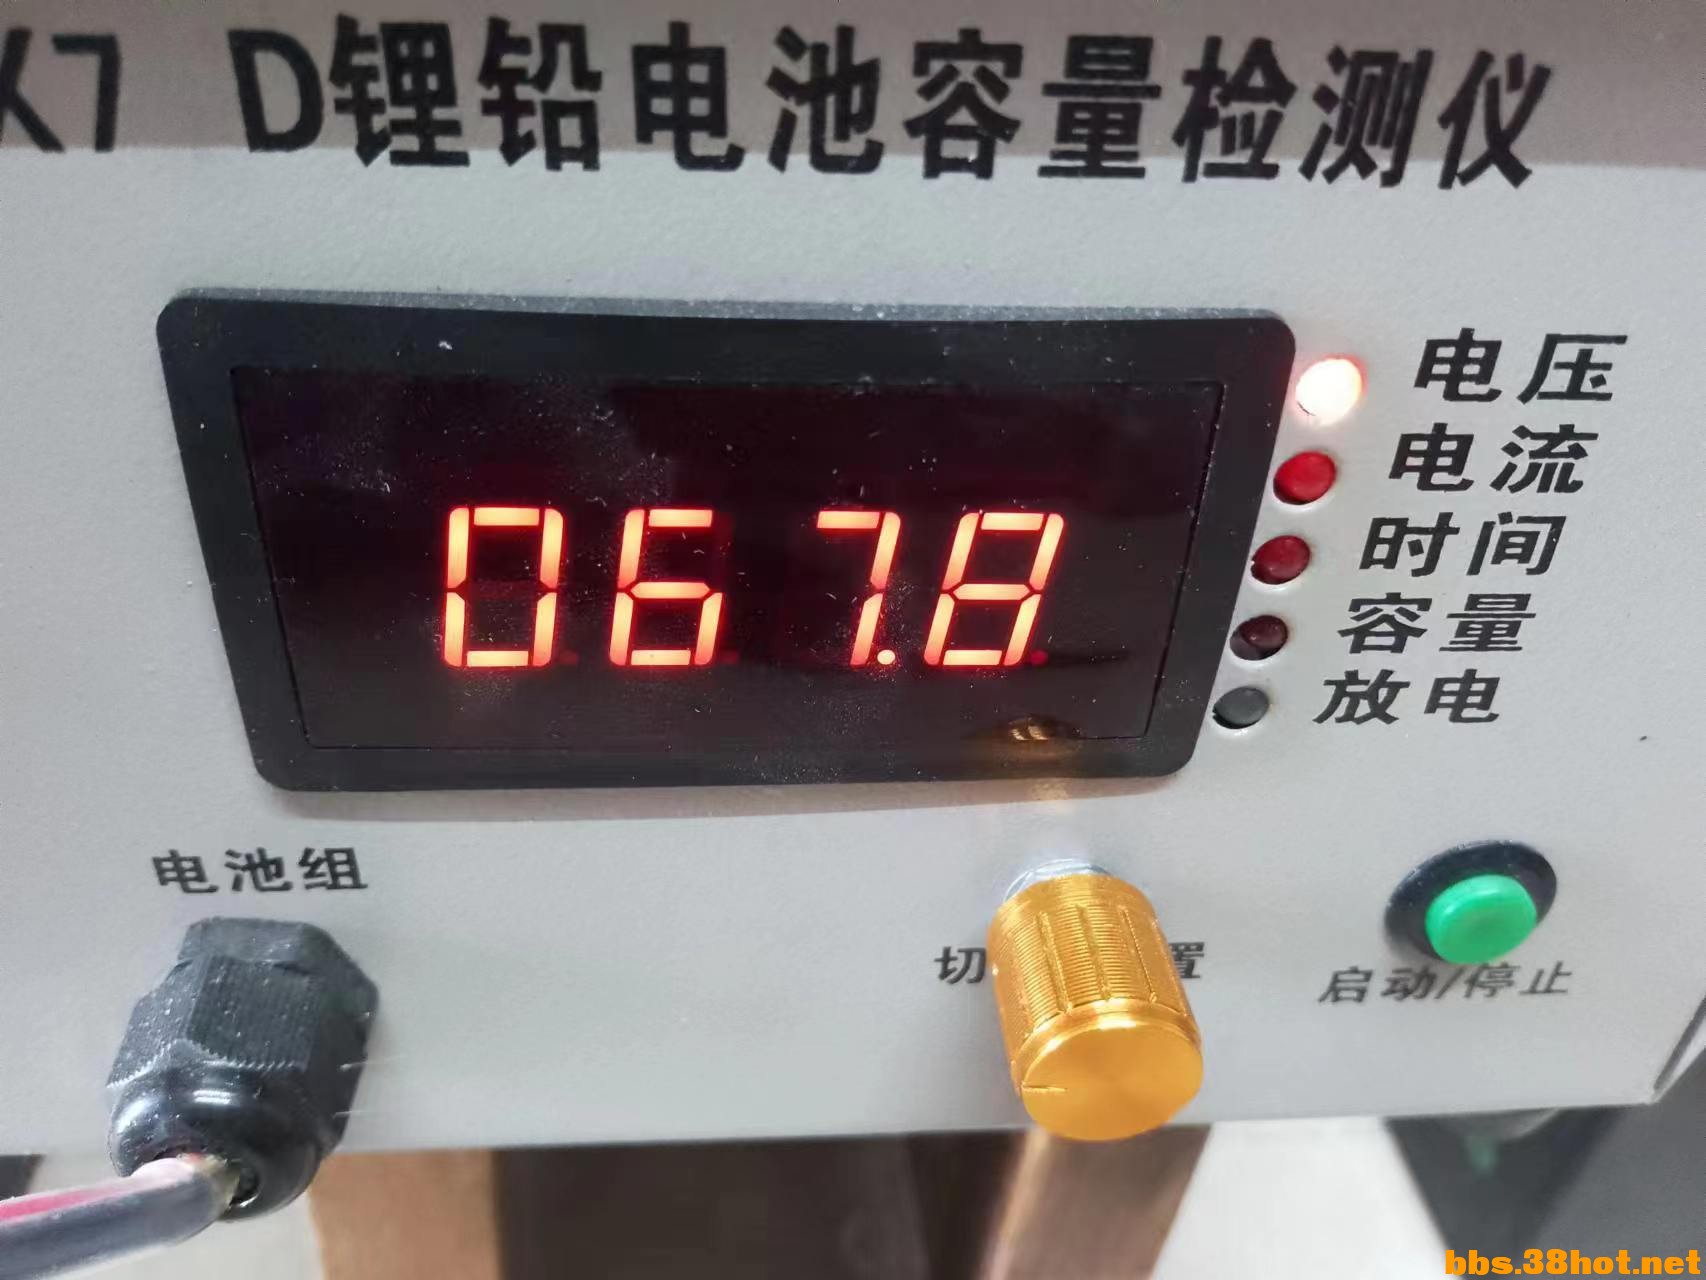 X7 D锂铅电池容量检测仪
电压
电流
时间
容量
放电
067.8
电池组
切 置
启动/停止
bbs.38hot.net